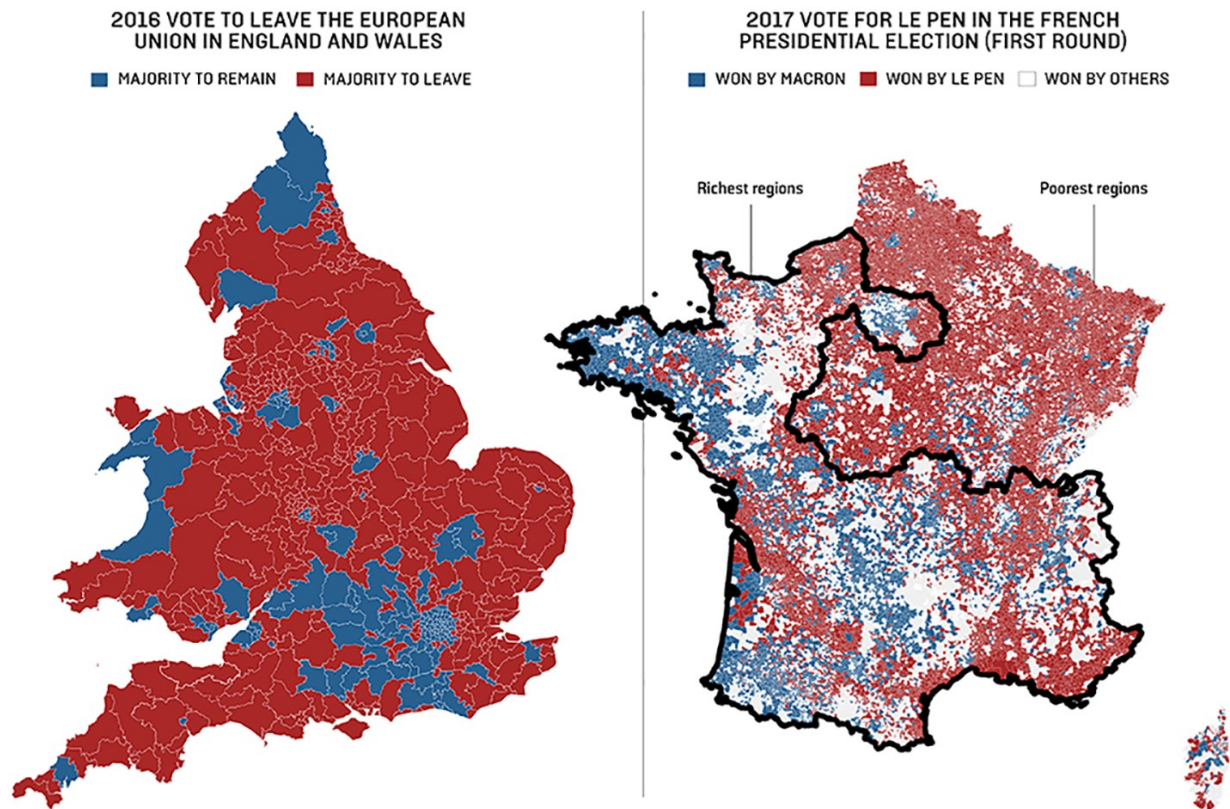 2016 VOTE TO LEAVE THE EUROPEAN
UNION IN ENGLAND AND WALES
MAJORITY TO REMAIN MAJORITY TO LEAVE
2017 VOTE FOR LE PEN IN THE FRENCH
PRESIDENTIAL ELECTION (FIRST ROUND)
WON BY MACRON WON BY LE PEN WON BY OTHERS
Richest regions
Poorest regions